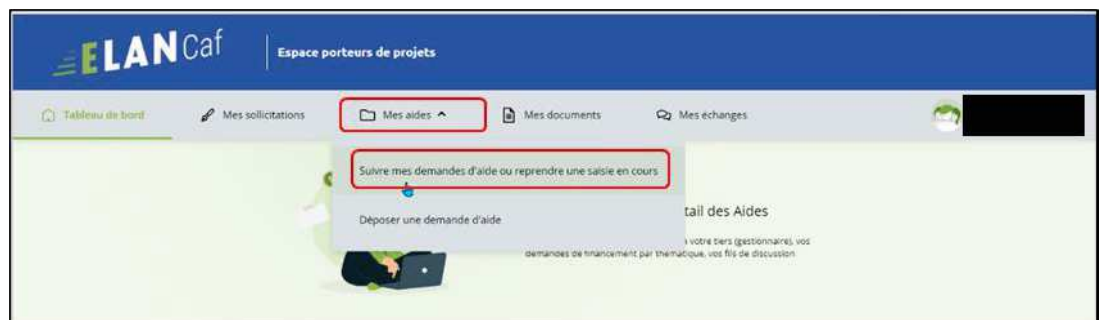 ELAN Caf
Espace porteurs de projets
Tableau de bord
Mes sollicitations
Mes aides
Mes documents
Mes échanges
Suivre mes demandes d'aide ou reprendre une saisie en cours
Déposer une demande d'aide
tail des Aides
votre tiers (gestionnaire), vos
demandes de financement par thématique, vos fils de discussion